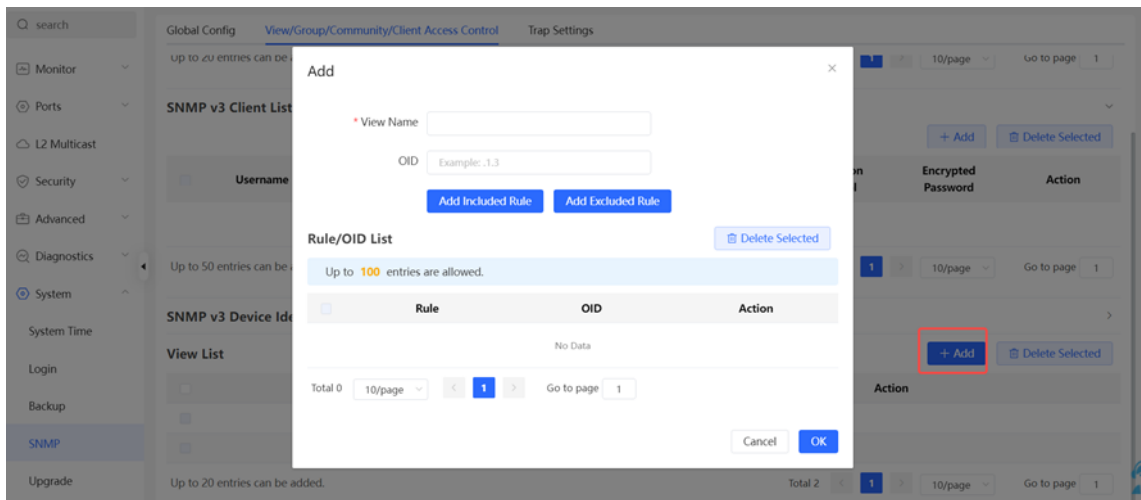 search
Global Config View/Group/Community/Client Access Control Trap Settings
Up to 20 entries can be
1 10/page Go to page 1
Add
Monitor
Ports
L2 Multicast
Security
Advanced
Diagnostics
System
System Time
Login
Backup
SNMP
Upgrade
SNMP v3 Client List
+ Add Delete Selected
Username
Encrypted Password
Action
Up to 50 entries can be
1 10/page Go to page 1
SNMP v3 Device Ide
View List
+ Add Delete Selected
Action
Up to 20 entries can be added.
Total 2 1 10/page Go to page 1
* View Name
OID Example: .1.3
Add Included Rule Add Excluded Rule
Rule/OID List Delete Selected
Up to 100 entries are allowed.
Rule OID Action
No Data
Total 0 10/page 1 Go to page 1
Cancel OK